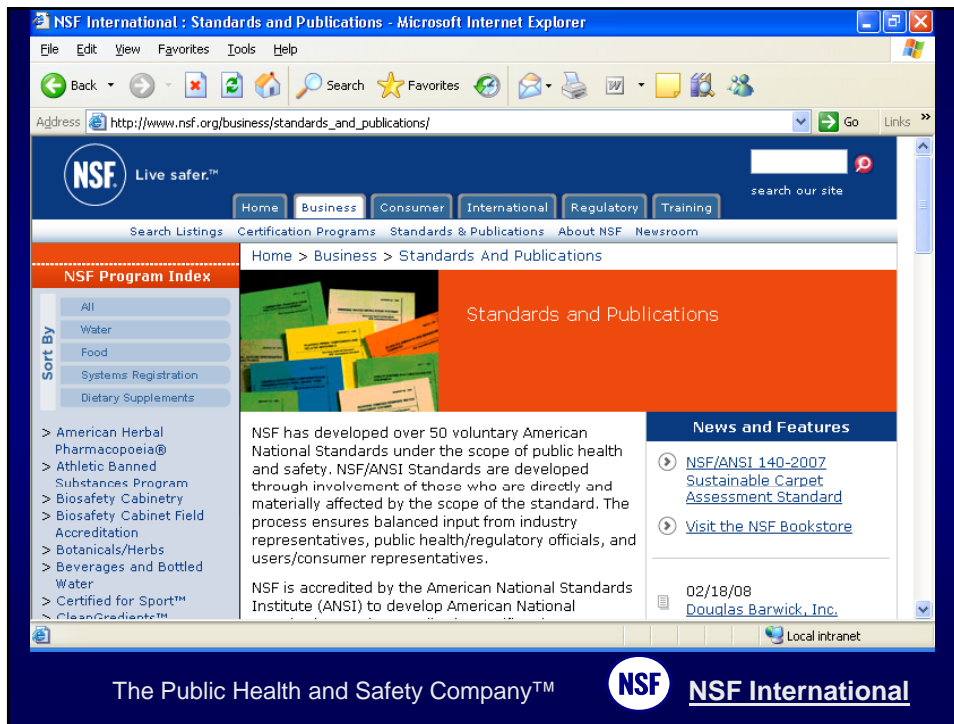 NSF International : Standards and Publications - Microsoft Internet Explorer
File Edit View Favorites Tools Help
Back Search Favorites
Address http://www.nsf.org/business/standards_and_publications/ Go Links »
NSF. Live safer.™
search our site
Home Business Consumer International Regulatory Training
Search Listings Certification Programs Standards & Publications About NSF Newsroom
Home > Business > Standards And Publications
NSF Program Index
Sort By
All
Water
Food
Systems Registration
Dietary Supplements
> American Herbal
Pharmacopoeia®
> Athletic Banned
Substances Program
> Biosafety Cabinetry
> Biosafety Cabinet Field
Accreditation
> Botanicals/Herbs
> Beverages and Bottled
Water
> Certified for Sport™
> CleanGredients™
Standards and Publications
NSF has developed over 50 voluntary American
National Standards under the scope of public health
and safety. NSF/ANSI Standards are developed
through involvement of those who are directly and
materially affected by the scope of the standard. The
process ensures balanced input from industry
representatives, public health/regulatory officials, and
users/consumer representatives.
NSF is accredited by the American National Standards
Institute (ANSI) to develop American National
News and Features
NSF/ANSI 140-2007
Sustainable Carpet
Assessment Standard
Visit the NSF Bookstore
02/18/08
Douglas Barwick, Inc.
Local intranet
The Public Health and Safety Company™ NSF NSF International